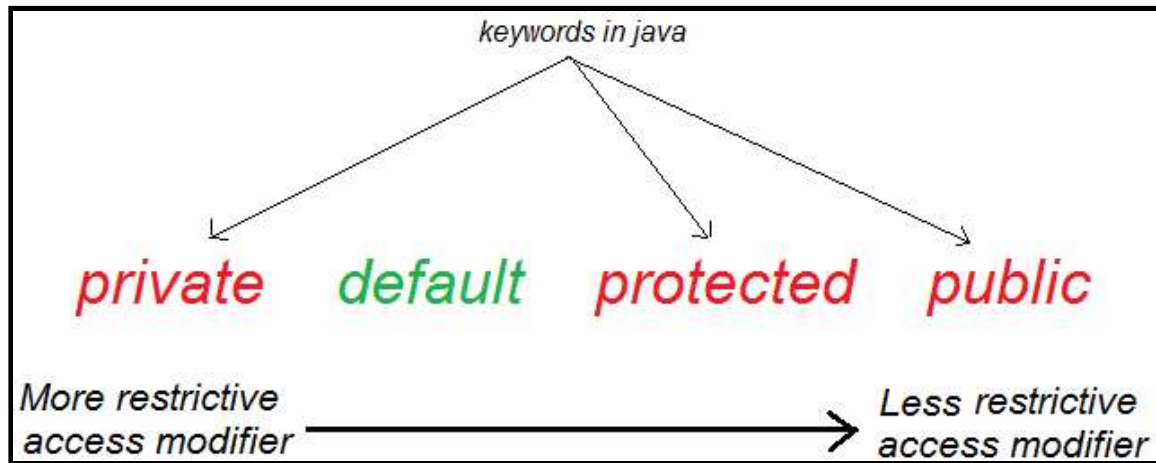 keywords in java
private default protected public
More restrictive
access modifier
Less restrictive
access modifier